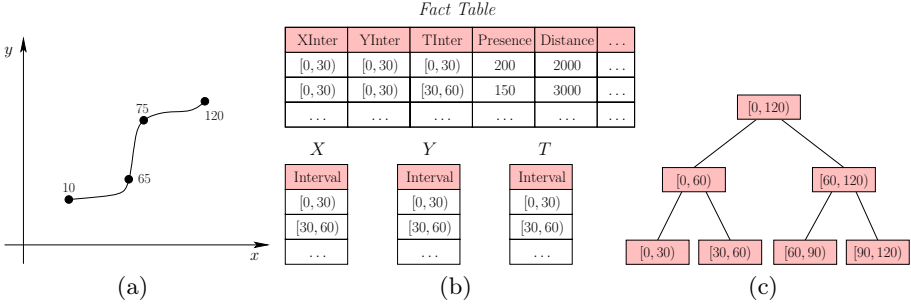 Fact Table
y
10
65
75
120
x
(a)
XInter YInter TInter Presence Distance ...
[0, 30) [0, 30) [0, 30) 200 2000 ...
[0, 30) [0, 30) [30, 60) 150 3000 ...
... ... ... ... ... ...
X Y T
Interval Interval Interval
[0, 30) [0, 30) [0, 30)
[30, 60) [30, 60) [30, 60)
... ... ...
(b)
[0, 120)
[0, 60) [60, 120)
[0, 30) [30, 60) [60, 90) [90, 120)
(c)